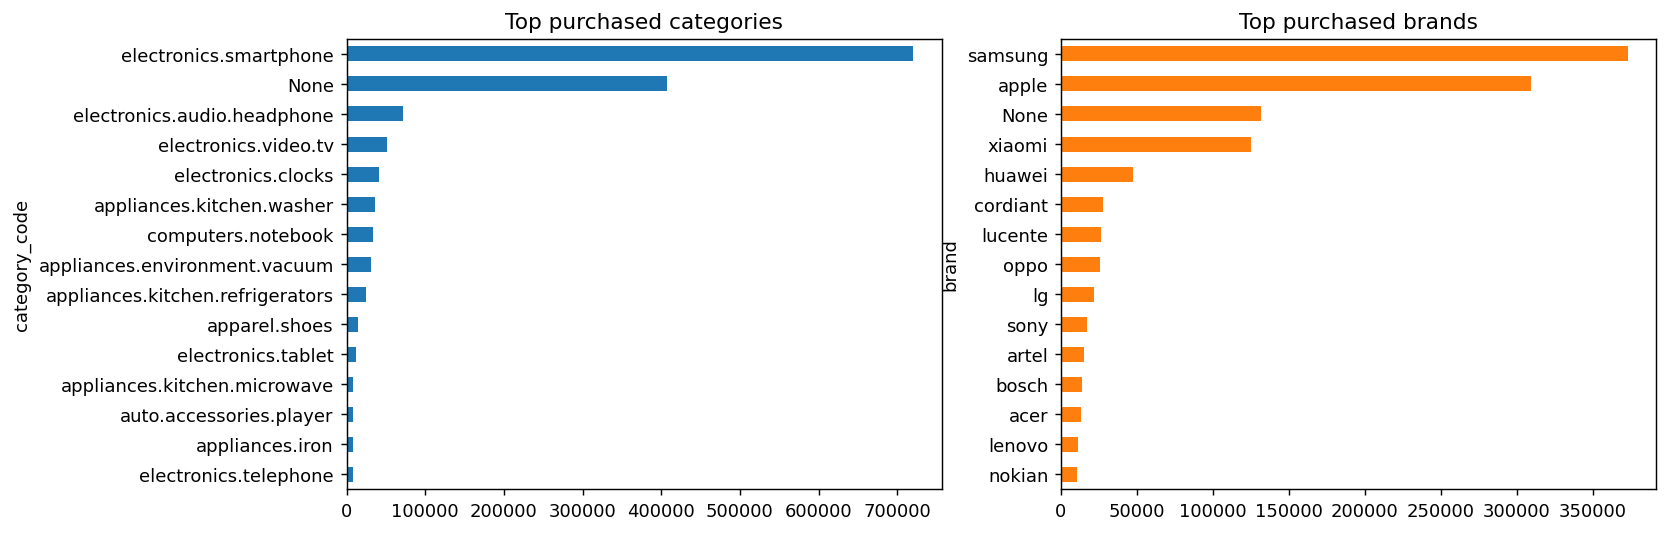 Top purchased categories
category_code
electronics.smartphone
None
electronics.audio.headphone
electronics.video.tv
electronics.clocks
appliances.kitchen.washer
computers.notebook
appliances.environment.vacuum
appliances.kitchen.refrigerators
apparel.shoes
electronics.tablet
appliances.kitchen.microwave
auto.accessories.player
appliances.iron
electronics.telephone
0 100000 200000 300000 400000 500000 600000 700000
Top purchased brands
brand
samsung
apple
None
xiaomi
huawei
cordiant
lucente
oppo
lg
sony
artel
bosch
acer
lenovo
nokian
0 50000 100000 150000 200000 250000 300000 350000